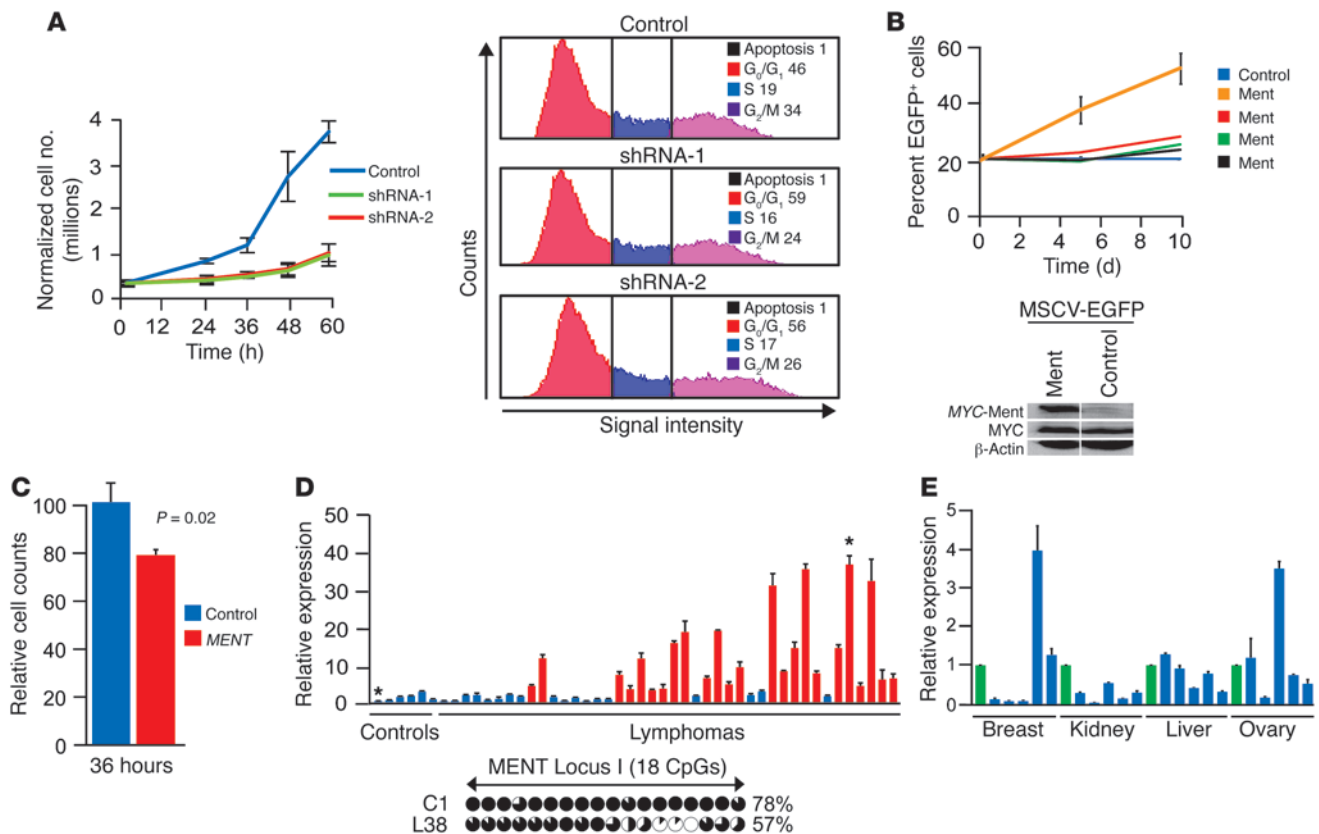 A
Normalized cell no.
(millions)
4
3
2
1
0
0 12 24 36 48 60
Time (h)
Control
shRNA-1
shRNA-2
Control
Apoptosis 1
G0/G1 46
S 19
G2/M 34
shRNA-1
Apoptosis 1
G0/G1 59
S 16
G2/M 24
shRNA-2
Apoptosis 1
G0/G1 56
S 17
G2/M 26
Counts
Signal intensity
B
Percent EGFP+ cells
60
40
20
0
0 2 4 6 8 10
Time (d)
Control
Ment
Ment
Ment
Ment
MSCV-EGFP
Ment
Control
MYC-Ment
MYC
β-Actin
C
Relative cell counts
100
80
60
40
20
0
P = 0.02
Control
MENT
36 hours
D
Relative expression
50
40
30
20
10
0
*
*
Controls
Lymphomas
MENT Locus I (18 CpGs)
C1 78%
L38 57%
E
Relative expression
5
4
3
2
1
0
Breast Kidney Liver Ovary